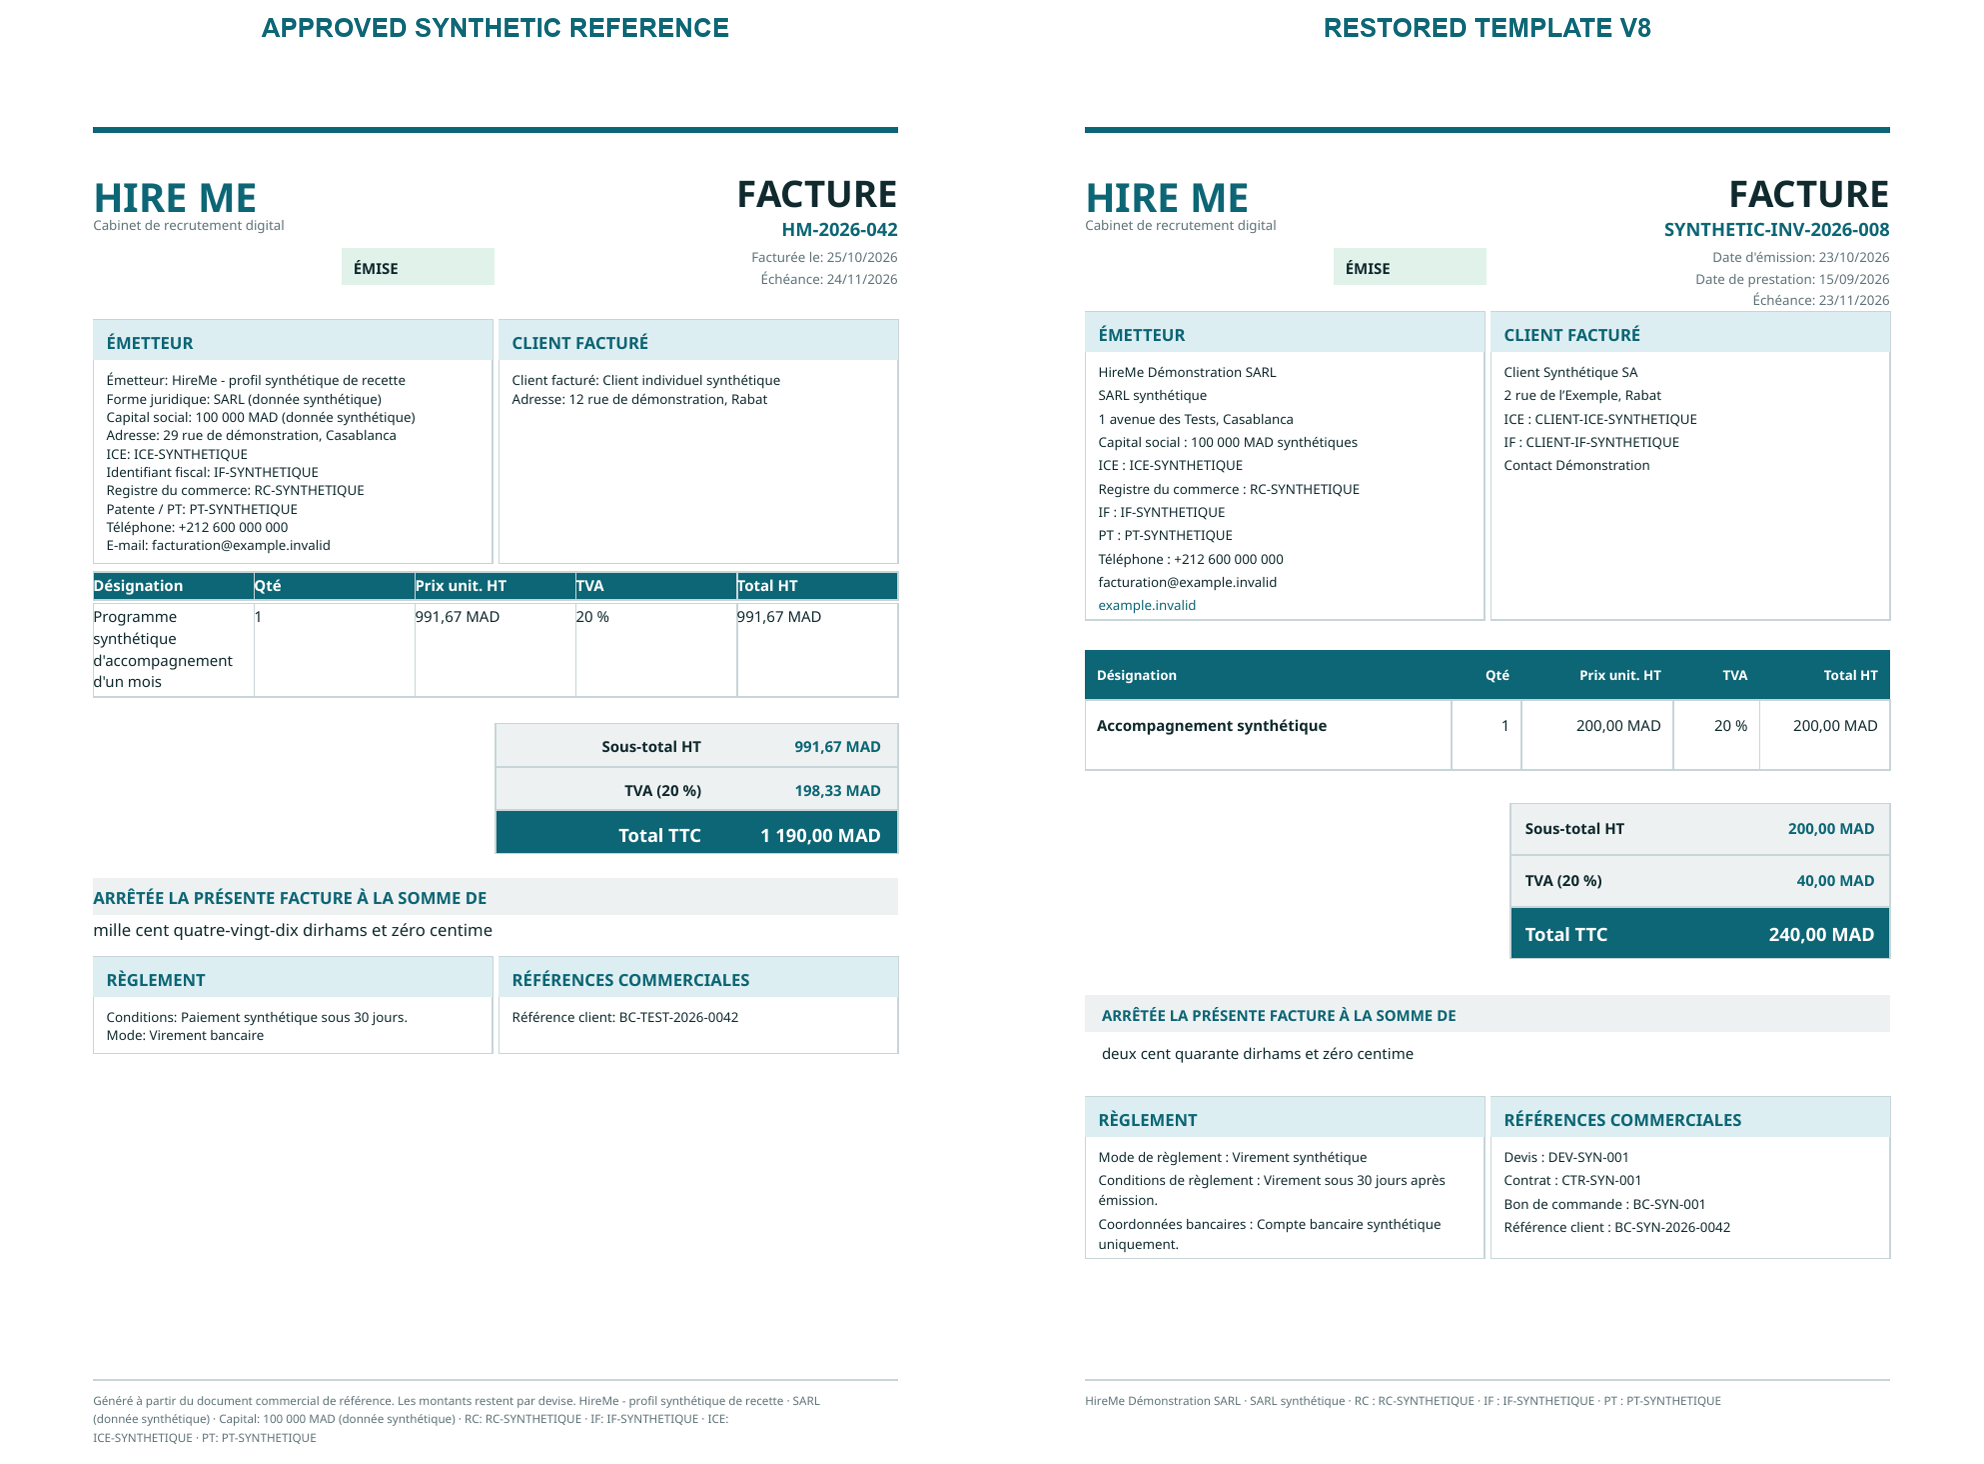 APPROVED SYNTHETIC REFERENCE
HIRE ME
Cabinet de recrutement digital
FACTURE
HM-2026-042
Facturée le: 25/10/2026
Échéance: 24/11/2026
ÉMISE
ÉMETTEUR
Émetteur: HireMe - profil synthétique de recette
Forme juridique: SARL (donnée synthétique)
Capital social: 100 000 MAD (donnée synthétique)
Adresse: 29 rue de démonstration, Casablanca
ICE: ICE-SYNTHETIQUE
Identifiant fiscal: IF-SYNTHETIQUE
Registre du commerce: RC-SYNTHETIQUE
Patente / PT: PT-SYNTHETIQUE
Téléphone: +212 600 000 000
E-mail: facturation@example.invalid
CLIENT FACTURÉ
Client facturé: Client individuel synthétique
Adresse: 12 rue de démonstration, Rabat
Désignation Qté Prix unit. HT TVA Total HT
Programme 1 991,67 MAD 20 % 991,67 MAD
synthétique
d'accompagnement
d'un mois
Sous-total HT 991,67 MAD
TVA (20 %) 198,33 MAD
Total TTC 1 190,00 MAD
ARRÊTÉE LA PRÉSENTE FACTURE À LA SOMME DE
mille cent quatre-vingt-dix dirhams et zéro centime
RÈGLEMENT
Conditions: Paiement synthétique sous 30 jours.
Mode: Virement bancaire
RÉFÉRENCES COMMERCIALES
Référence client: BC-TEST-2026-0042
Généré à partir du document commercial de référence. Les montants restent par devise. HireMe - profil synthétique de recette · SARL
(donnée synthétique) · Capital: 100 000 MAD (donnée synthétique) · RC: RC-SYNTHETIQUE · IF: IF-SYNTHETIQUE · ICE:
ICE-SYNTHETIQUE · PT: PT-SYNTHETIQUE
RESTORED TEMPLATE V8
HIRE ME
Cabinet de recrutement digital
FACTURE
SYNTHETIC-INV-2026-008
Date d'émission: 23/10/2026
Date de prestation: 15/09/2026
Échéance: 23/11/2026
ÉMISE
ÉMETTEUR
HireMe Démonstration SARL
SARL synthétique
1 avenue des Tests, Casablanca
Capital social : 100 000 MAD synthétiques
ICE : ICE-SYNTHETIQUE
Registre du commerce : RC-SYNTHETIQUE
IF : IF-SYNTHETIQUE
PT : PT-SYNTHETIQUE
Téléphone : +212 600 000 000
facturation@example.invalid
example.invalid
CLIENT FACTURÉ
Client Synthétique SA
2 rue de l’Exemple, Rabat
ICE : CLIENT-ICE-SYNTHETIQUE
IF : CLIENT-IF-SYNTHETIQUE
Contact Démonstration
Désignation Qté Prix unit. HT TVA Total HT
Accompagnement synthétique 1 200,00 MAD 20 % 200,00 MAD
Sous-total HT 200,00 MAD
TVA (20 %) 40,00 MAD
Total TTC 240,00 MAD
ARRÊTÉE LA PRÉSENTE FACTURE À LA SOMME DE
deux cent quarante dirhams et zéro centime
RÈGLEMENT
Mode de règlement : Virement synthétique
Conditions de règlement : Virement sous 30 jours après
émission.
Coordonnées bancaires : Compte bancaire synthétique
uniquement.
RÉFÉRENCES COMMERCIALES
Devis : DEV-SYN-001
Contrat : CTR-SYN-001
Bon de commande : BC-SYN-001
Référence client : BC-SYN-2026-0042
HireMe Démonstration SARL · SARL synthétique · RC : RC-SYNTHETIQUE · IF : IF-SYNTHETIQUE · PT : PT-SYNTHETIQUE